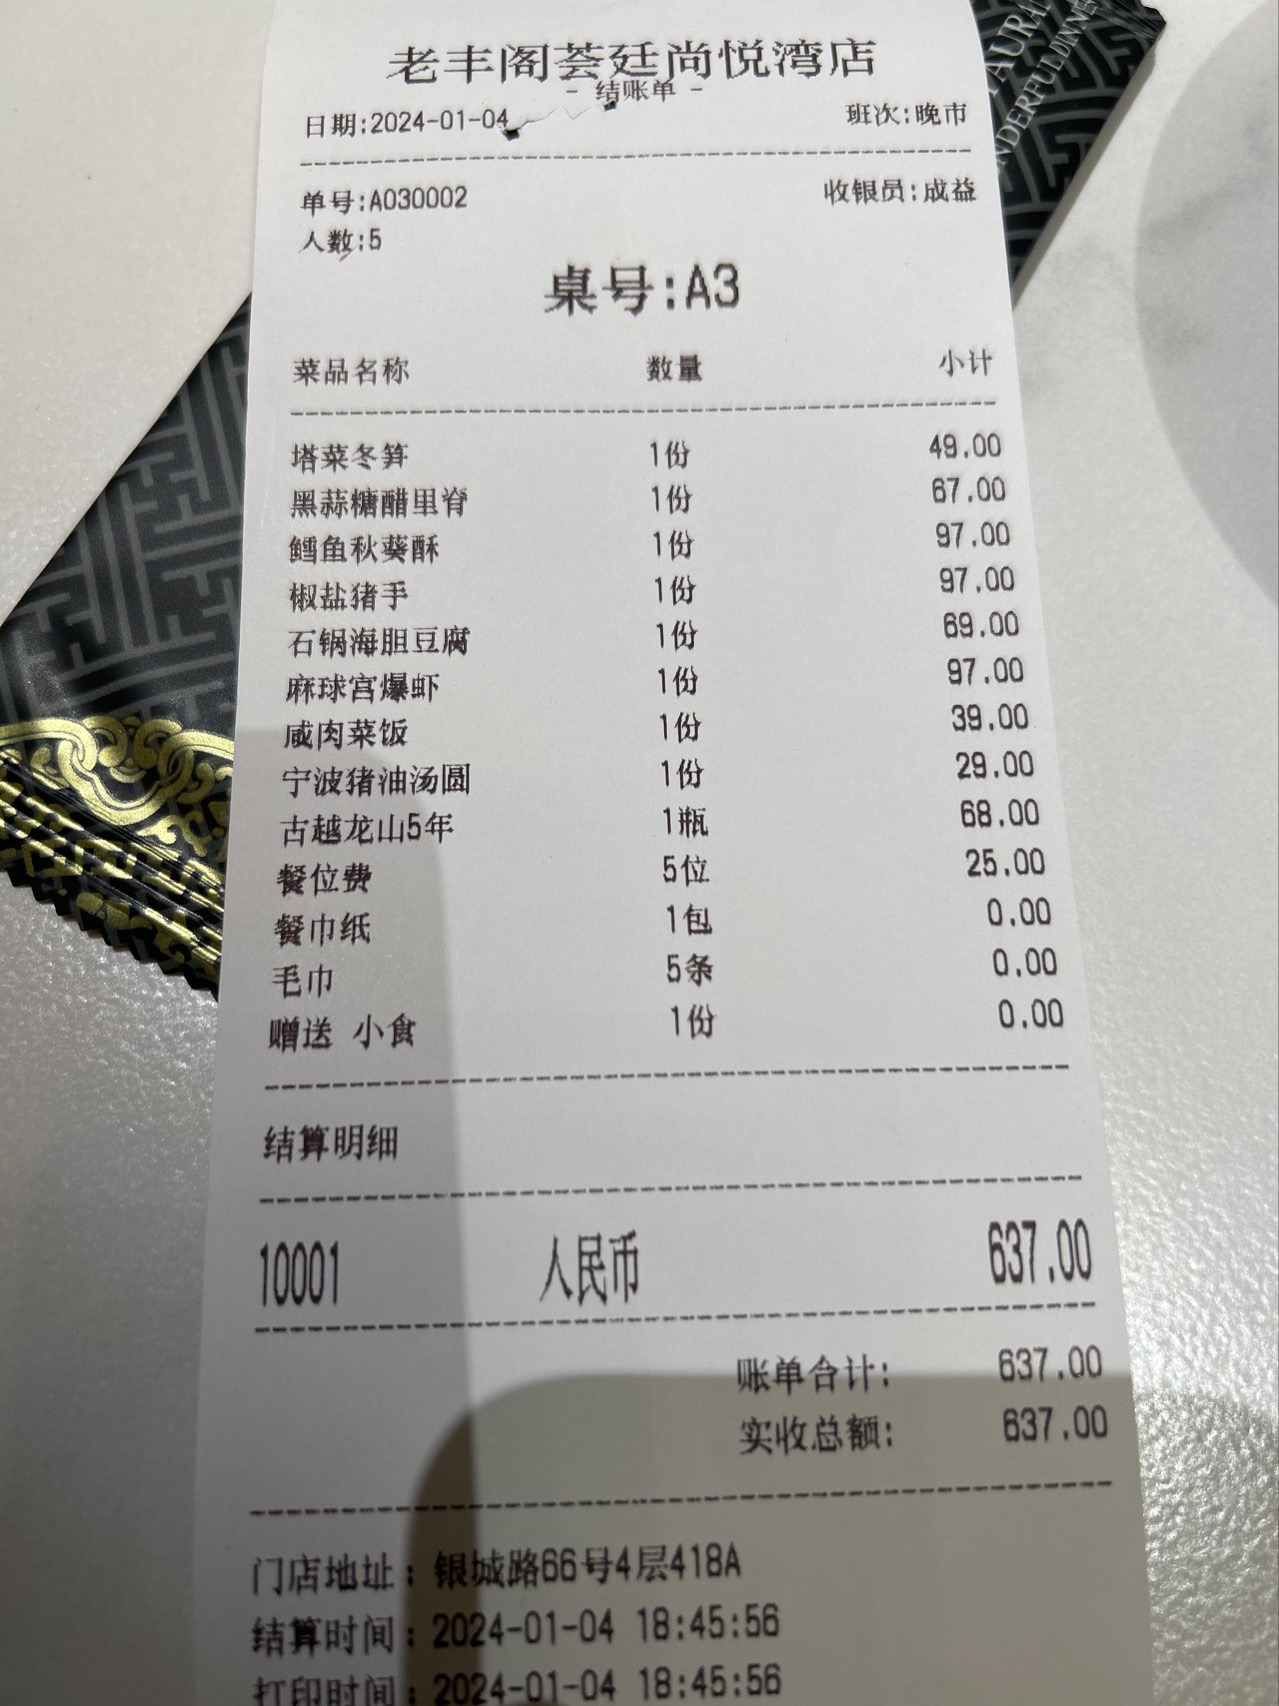 老丰阁荟廷尚悦湾店
- 结账单 -
日期:2024-01-04 班次:晚市
单号:A030002 收银员:成益
人数:5
桌号:A3
菜品名称 数量 小计
塔菜冬笋 1份 49.00
黑蒜糖醋里脊 1份 67.00
鳕鱼秋葵酥 1份 97.00
椒盐猪手 1份 97.00
石锅海胆豆腐 1份 69.00
麻球宫爆虾 1份 97.00
咸肉菜饭 1份 39.00
宁波猪油汤圆 1份 29.00
古越龙山5年 1瓶 68.00
餐位费 5位 25.00
餐巾纸 1包 0.00
毛巾 5条 0.00
赠送 小食 1份 0.00
结算明细
10001 人民币 637.00
账单合计: 637.00
实收总额: 637.00
门店地址：银城路66号4层418A
结算时间：2024-01-04 18:45:56
打印时间：2024-01-04 18:45:56